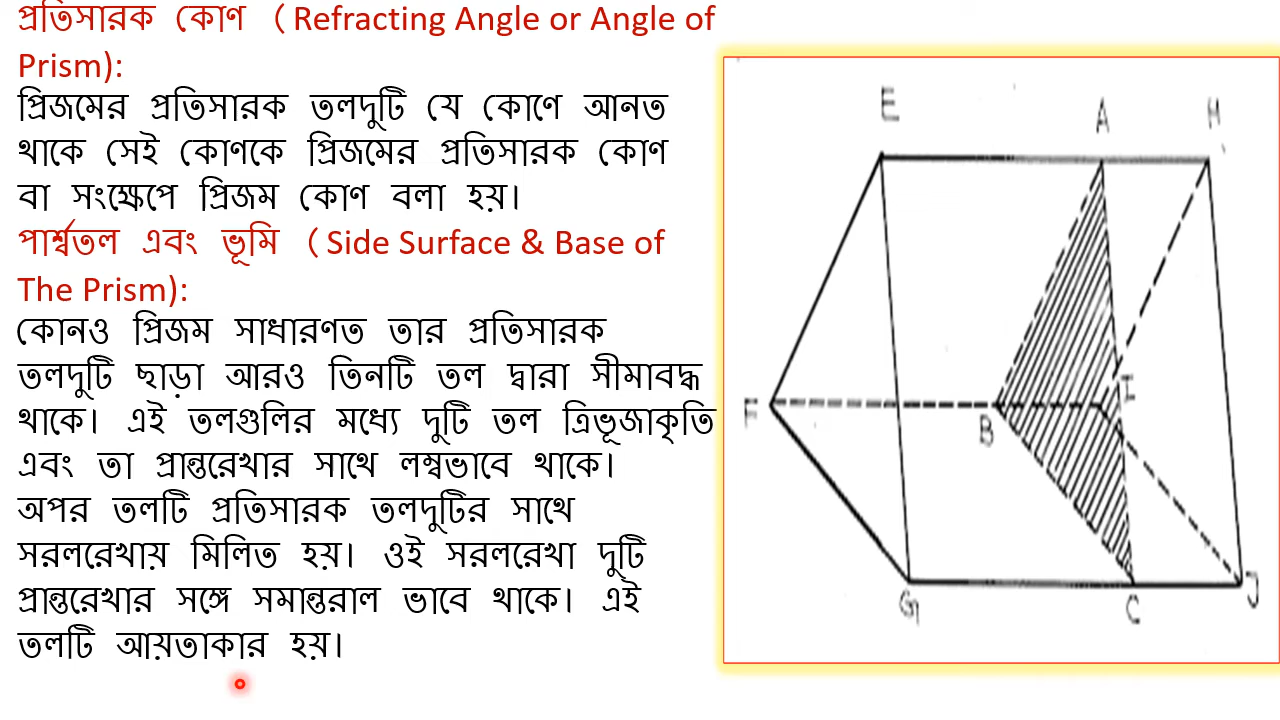 প্রতিসারক কোণ ( Refracting Angle or Angle of
Prism):
প্রিজমের প্রতিসারক তলদুটি যে কোণে আনত
থাকে সেই কোণকে প্রিজমের প্রতিসারক কোণ
বা সংক্ষেপে প্রিজম কোণ বলা হয়।
পার্শ্বতল এবং ভূমি ( Side Surface & Base of
The Prism):
কোনও প্রিজম সাধারণত তার প্রতিসারক
তলদুটি ছাড়া আরও তিনটি তল দ্বারা সীমাবদ্ধ
থাকে। এই তলগুলির মধ্যে দুটি তল ত্রিভূজাকৃতি
এবং তা প্রান্তরেখার সাথে লম্বভাবে থাকে।
অপর তলটি প্রতিসারক তলদুটির সাথে
সরলরেখায় মিলিত হয়। ওই সরলরেখা দুটি
প্রান্তরেখার সঙ্গে সমান্তরাল ভাবে থাকে। এই
তলটি আয়তাকার হয়।
E A H
F B I
G C J